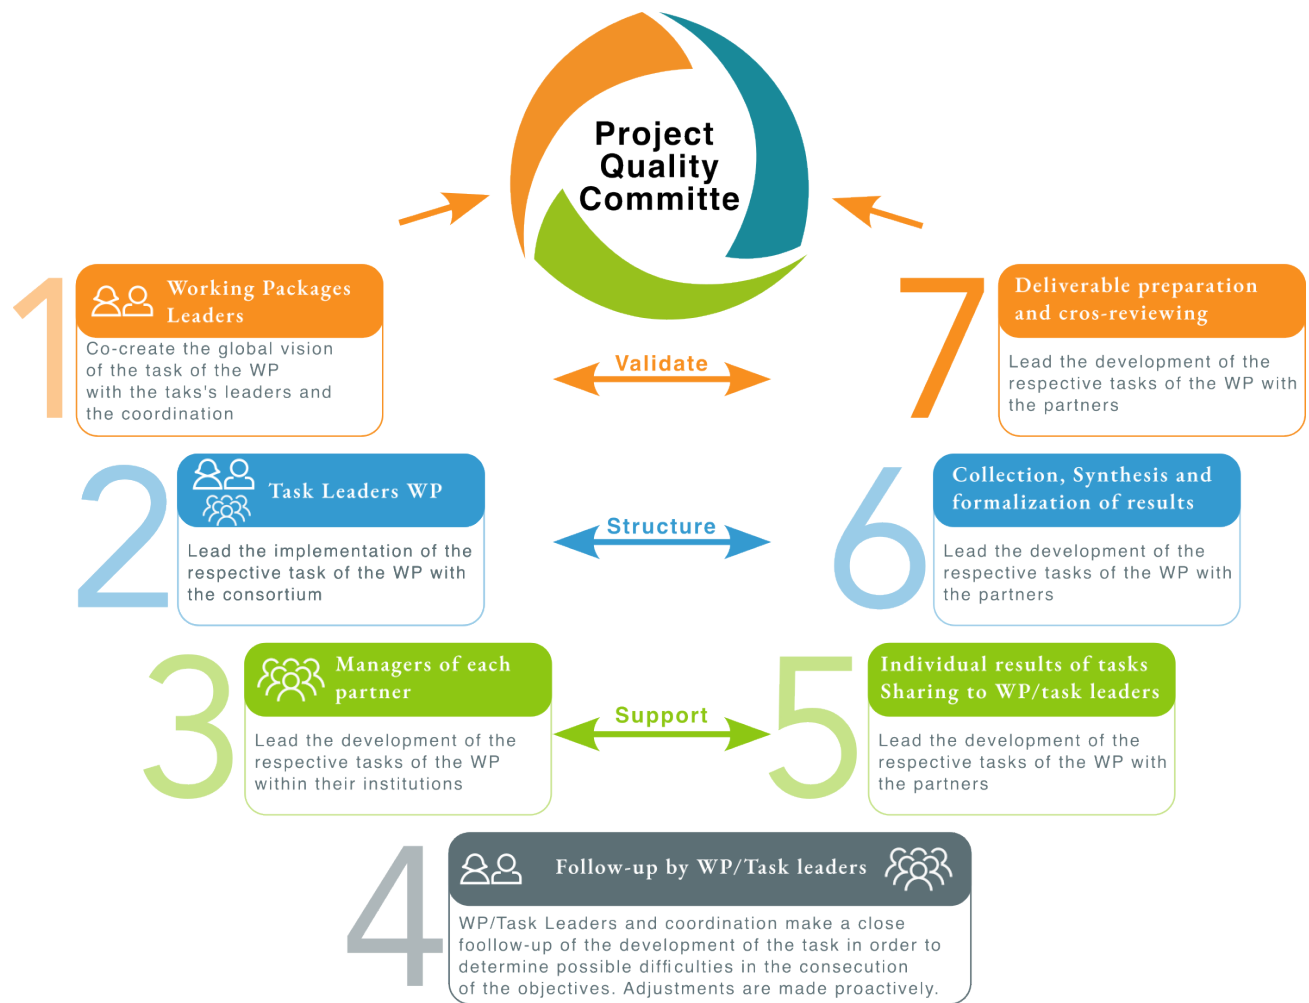 Project
Quality
Committe
1
Working Packages
Leaders
Co-create the global vision
of the task of the WP
with the taks's leaders and
the coordination
Validate
7
Deliverable preparation
and cros-reviewing
Lead the development of the
respective tasks of the WP with
the partners
2
Task Leaders WP
Lead the implementation of the
respective task of the WP with
the consortium
Structure
6
Collection, Synthesis and
formalization of results
Lead the development of the
respective tasks of the WP with
the partners
3
Managers of each
partner
Lead the development of the
respective tasks of the WP
within their institutions
Support
5
Individual results of tasks
Sharing to WP/task leaders
Lead the development of the
respective tasks of the WP with
the partners
4
Follow-up by WP/Task leaders
WP/Task Leaders and coordination make a close
foollow-up of the development of the task in order to
determine possible difficulties in the consecution
of the objectives. Adjustments are made proactively.